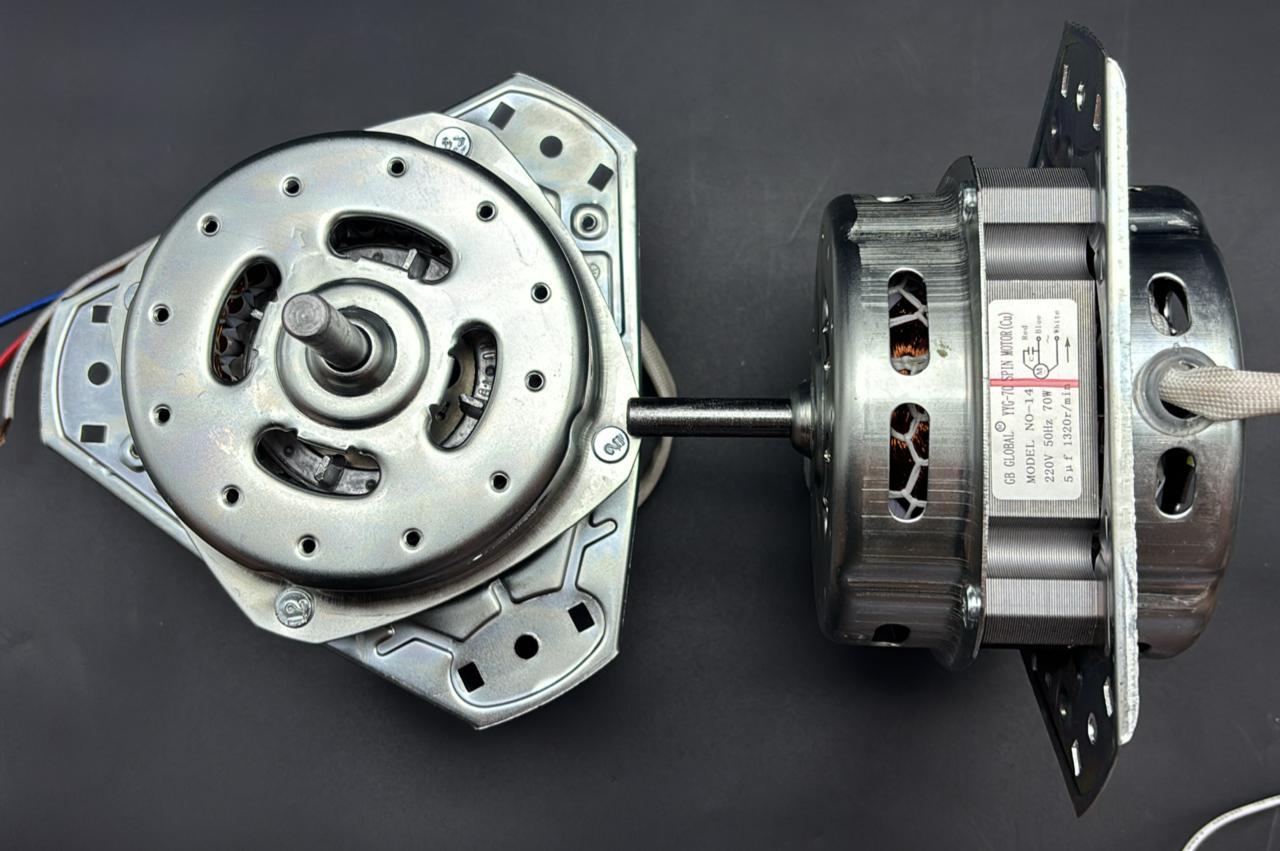 GB GLOBAL® YYG-70 SPIN MOTOR(Cu)
MODEL NO-14
220V 50Hz 70W
5μf 1320r/min
Red
Blue
White
M
C
~